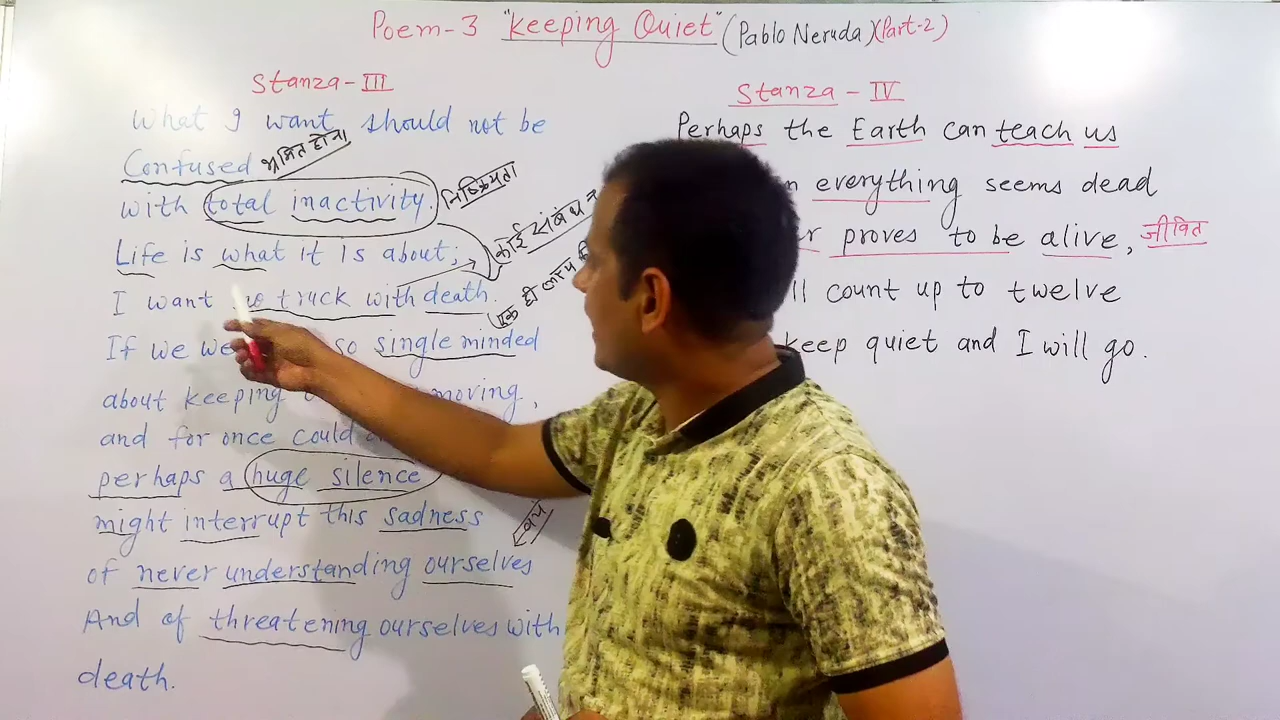 Poem-3 "Keeping Quiet" (Pablo Neruda)(Part-2)
Stanza-III
What I want should not be
Confused भ्रमित होना
with total inactivity. निष्क्रियता
Life is what it is about; कोई संबंध न
I want truck with death. एक ही लक्ष्य
If we so single minded
about keeping moving,
and for once could
perhaps a huge silence
might interrupt this sadness
of never understanding ourselves
And of threatening ourselves with
death.
Stanza - IV
Perhaps the Earth can teach us
everything seems dead
proves to be alive, जीवित
count up to twelve
keep quiet and I will go.